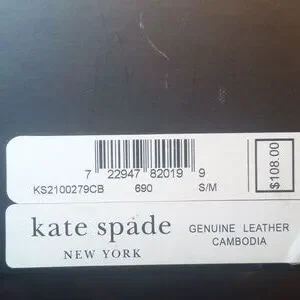 7 22947 82019 9
KS2100279CB 690 S/M
$108.00
kate spade
NEW YORK
GENUINE LEATHER
CAMBODIA